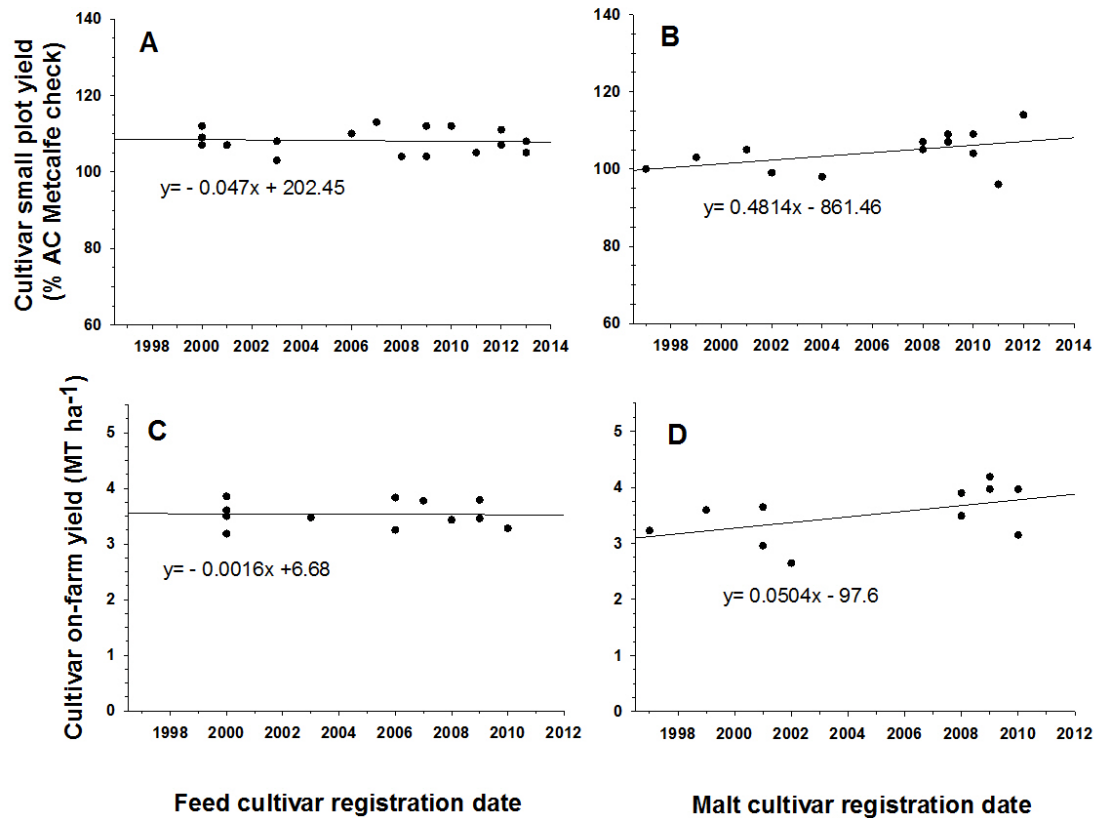 Cultivar small plot yield
(% AC Metcalfe check)
A
140
120
100
80
60
y= - 0.047x + 202.45
1998 2000 2002 2004 2006 2008 2010 2012 2014
B
140
120
100
80
60
y= 0.4814x - 861.46
1998 2000 2002 2004 2006 2008 2010 2012 2014
Cultivar on-farm yield (MT ha-1)
C
5
4
3
2
1
0
y= - 0.0016x +6.68
1998 2000 2002 2004 2006 2008 2010 2012
Feed cultivar registration date
D
5
4
3
2
1
0
y= 0.0504x - 97.6
1998 2000 2002 2004 2006 2008 2010 2012
Malt cultivar registration date